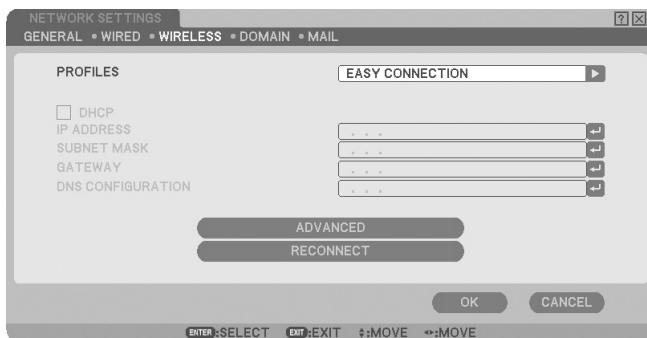 NETWORK SETTINGS
GENERAL • WIRED • WIRELESS • DOMAIN • MAIL
PROFILES EASY CONNECTION
DHCP
IP ADDRESS . . .
SUBNET MASK . . .
GATEWAY . . .
DNS CONFIGURATION . . .
ADVANCED
RECONNECT
OK CANCEL
ENTER:SELECT EXIT:EXIT :MOVE :MOVE